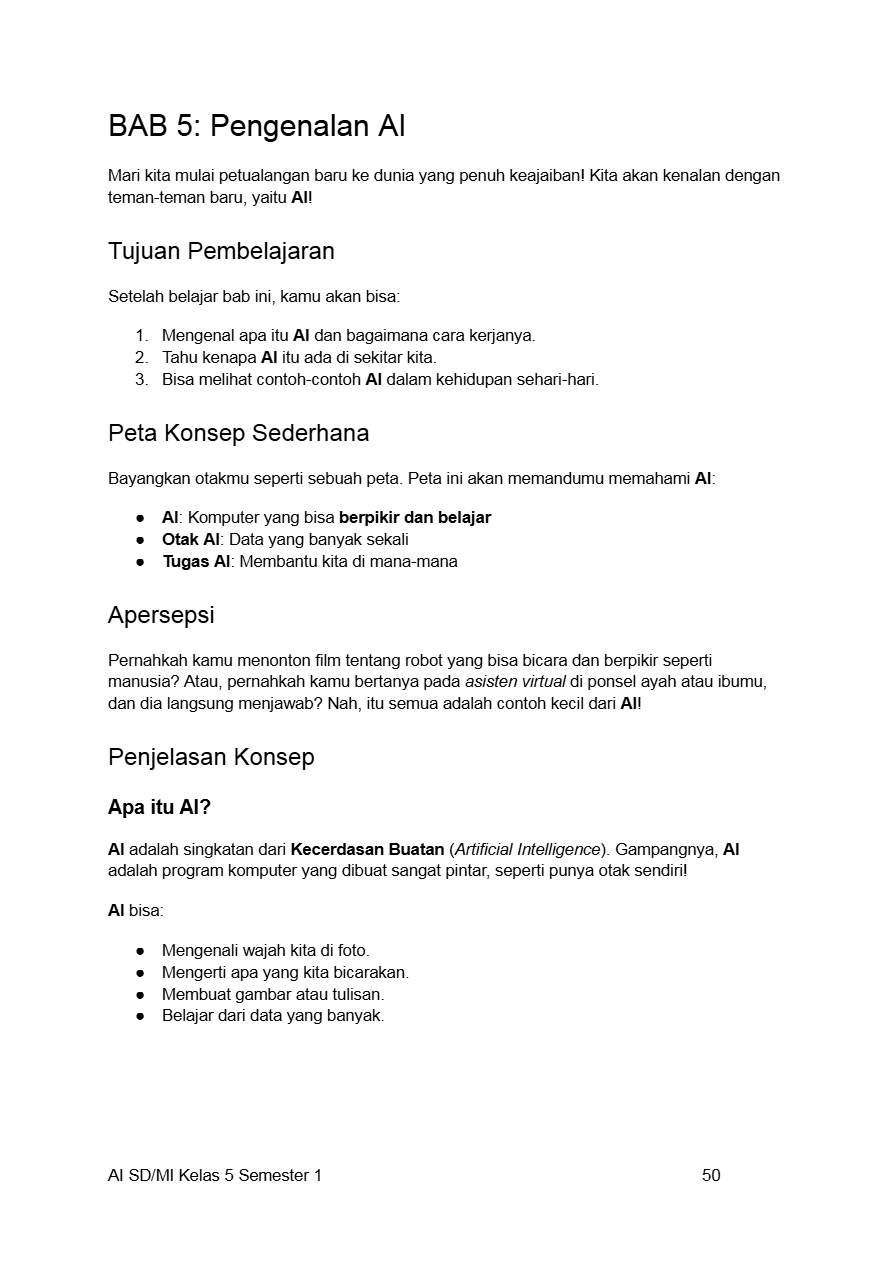 BAB 5: Pengenalan AI
Mari kita mulai petualangan baru ke dunia yang penuh keajaiban! Kita akan kenalan dengan
teman-teman baru, yaitu AI!
Tujuan Pembelajaran
Setelah belajar bab ini, kamu akan bisa:
1. Mengenal apa itu AI dan bagaimana cara kerjanya.
2. Tahu kenapa AI itu ada di sekitar kita.
3. Bisa melihat contoh-contoh AI dalam kehidupan sehari-hari.
Peta Konsep Sederhana
Bayangkan otakmu seperti sebuah peta. Peta ini akan memandumu memahami AI:
● AI: Komputer yang bisa berpikir dan belajar
● Otak AI: Data yang banyak sekali
● Tugas AI: Membantu kita di mana-mana
Apersepsi
Pernahkah kamu menonton film tentang robot yang bisa bicara dan berpikir seperti
manusia? Atau, pernahkah kamu bertanya pada asisten virtual di ponsel ayah atau ibumu,
dan dia langsung menjawab? Nah, itu semua adalah contoh kecil dari AI!
Penjelasan Konsep
Apa itu AI?
AI adalah singkatan dari Kecerdasan Buatan (Artificial Intelligence). Gampangnya, AI
adalah program komputer yang dibuat sangat pintar, seperti punya otak sendiri!
AI bisa:
● Mengenali wajah kita di foto.
● Mengerti apa yang kita bicarakan.
● Membuat gambar atau tulisan.
● Belajar dari data yang banyak.
AI SD/MI Kelas 5 Semester 1 50